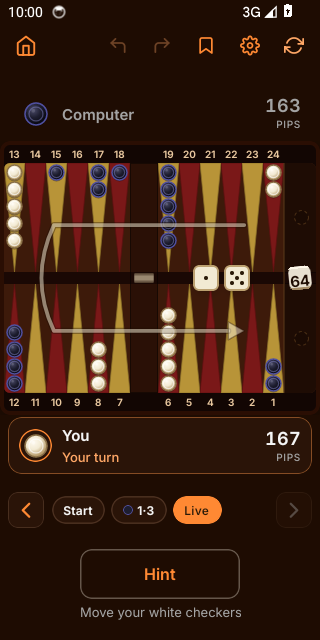 10:00 3G
Computer 163
PIPS
13 14 15 16 17 18 19 20 21 22 23 24
64
12 11 10 9 8 7 6 5 4 3 2 1
You 167
Your turn PIPS
Start 1·3 Live
Hint
Move your white checkers